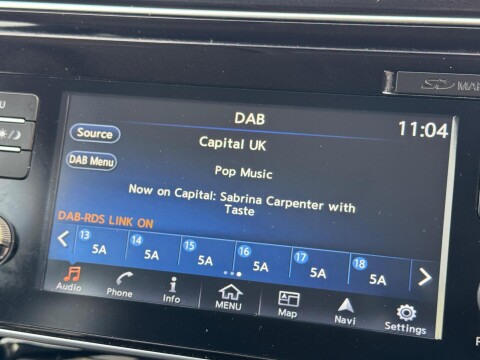 MAP
DAB
11:04
Source
Capital UK
DAB Menu
Pop Music
Now on Capital: Sabrina Carpenter with
Taste
DAB-RDS LINK ON
13 14 15 16 17 18
5A 5A 5A 5A 5A 5A
Audio Phone Info MENU Map Navi Settings